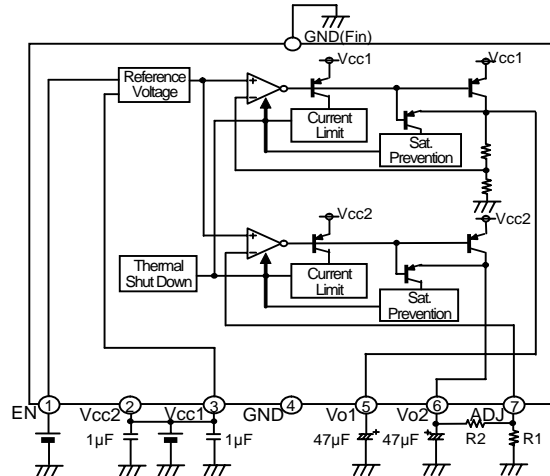 GND(Fin)
Vcc1
Vcc1
Reference
Voltage
+
−
Current
Limit
Sat.
Prevention
Vcc2
Vcc2
+
−
Thermal
Shut Down
Current
Limit
Sat.
Prevention
1 2 3 4 5 6 7
EN Vcc2 Vcc1 GND Vo1 Vo2 ADJ
1μF 1μF 47μF + 47μF + R2 R1